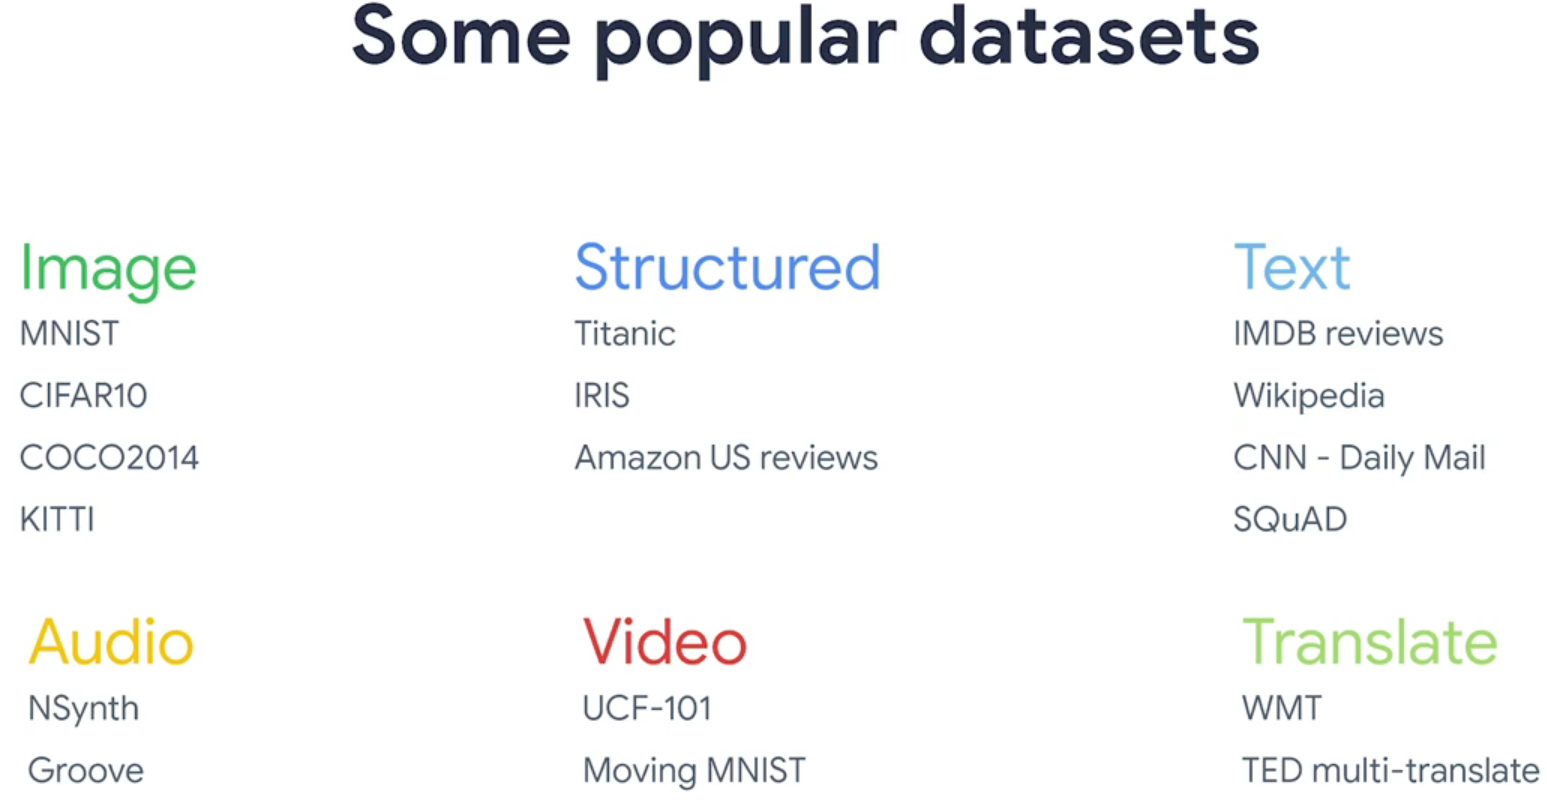 Some popular datasets
Image
MNIST
CIFAR10
COCO2014
KITTI
Structured
Titanic
IRIS
Amazon US reviews
Text
IMDB reviews
Wikipedia
CNN - Daily Mail
SQuAD
Audio
NSynth
Groove
Video
UCF-101
Moving MNIST
Translate
WMT
TED multi-translate